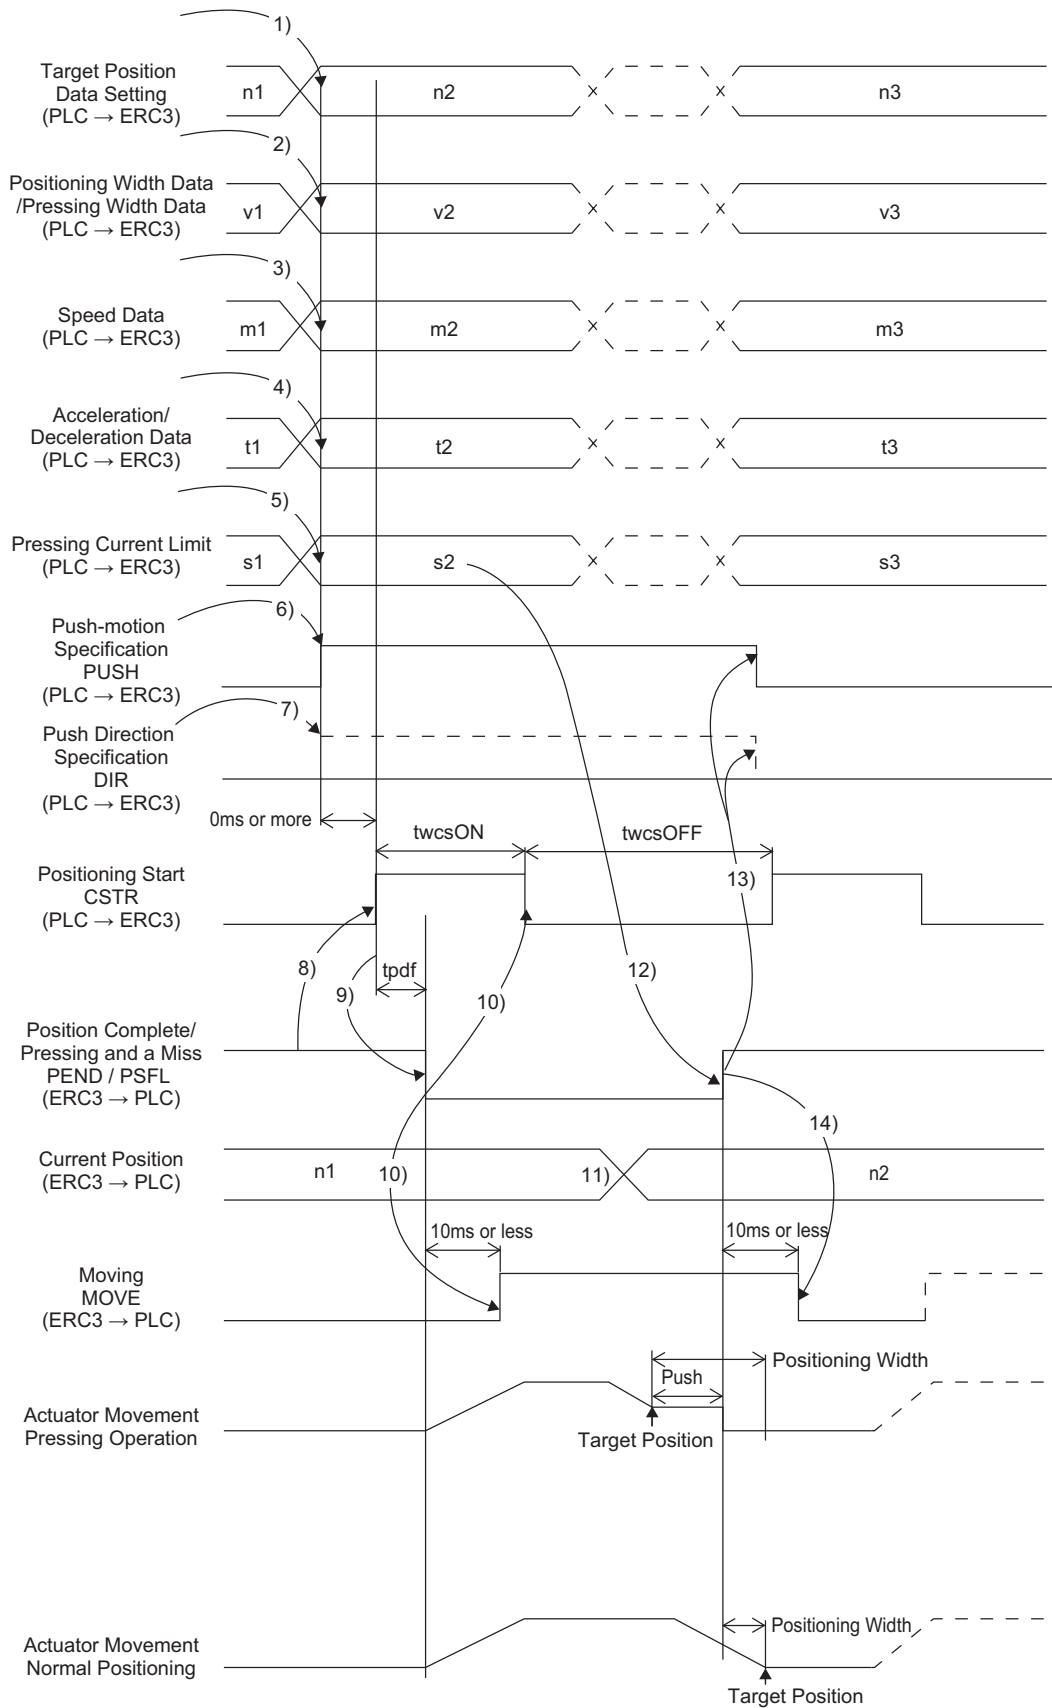 1)
Target Position
Data Setting
(PLC → ERC3)
n1
n2
n3
2)
Positioning Width Data
/Pressing Width Data
(PLC → ERC3)
v1
v2
v3
3)
Speed Data
(PLC → ERC3)
m1
m2
m3
4)
Acceleration/
Deceleration Data
(PLC → ERC3)
t1
t2
t3
5)
Pressing Current Limit
(PLC → ERC3)
s1
s2
s3
6)
Push-motion
Specification
PUSH
(PLC → ERC3)
7)
Push Direction
Specification
DIR
(PLC → ERC3)
0ms or more
twcsON
twcsOFF
Positioning Start
CSTR
(PLC → ERC3)
13)
8)
tpdf
12)
9)
10)
Position Complete/
Pressing and a Miss
PEND / PSFL
(ERC3 → PLC)
14)
Current Position
(ERC3 → PLC)
n1
10)
11)
n2
10ms or less
10ms or less
Moving
MOVE
(ERC3 → PLC)
Positioning Width
Push
Actuator Movement
Pressing Operation
Target Position
Positioning Width
Actuator Movement
Normal Positioning
Target Position